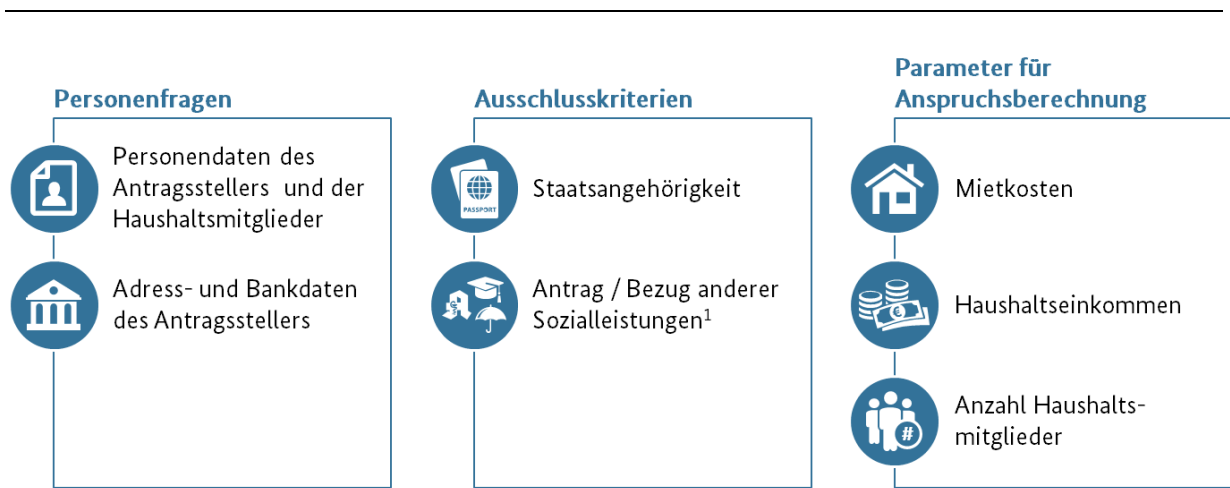 Personenfragen
Personendaten des
Antragsstellers und der
Haushaltsmitglieder
Adress- und Bankdaten
des Antragsstellers
Ausschlusskriterien
PASSPORT
Staatsangehörigkeit
Antrag / Bezug anderer
Sozialleistungen¹
Parameter für
Anspruchsberechnung
Mietkosten
€
Haushaltseinkommen
#
Anzahl Haushalts-
mitglieder